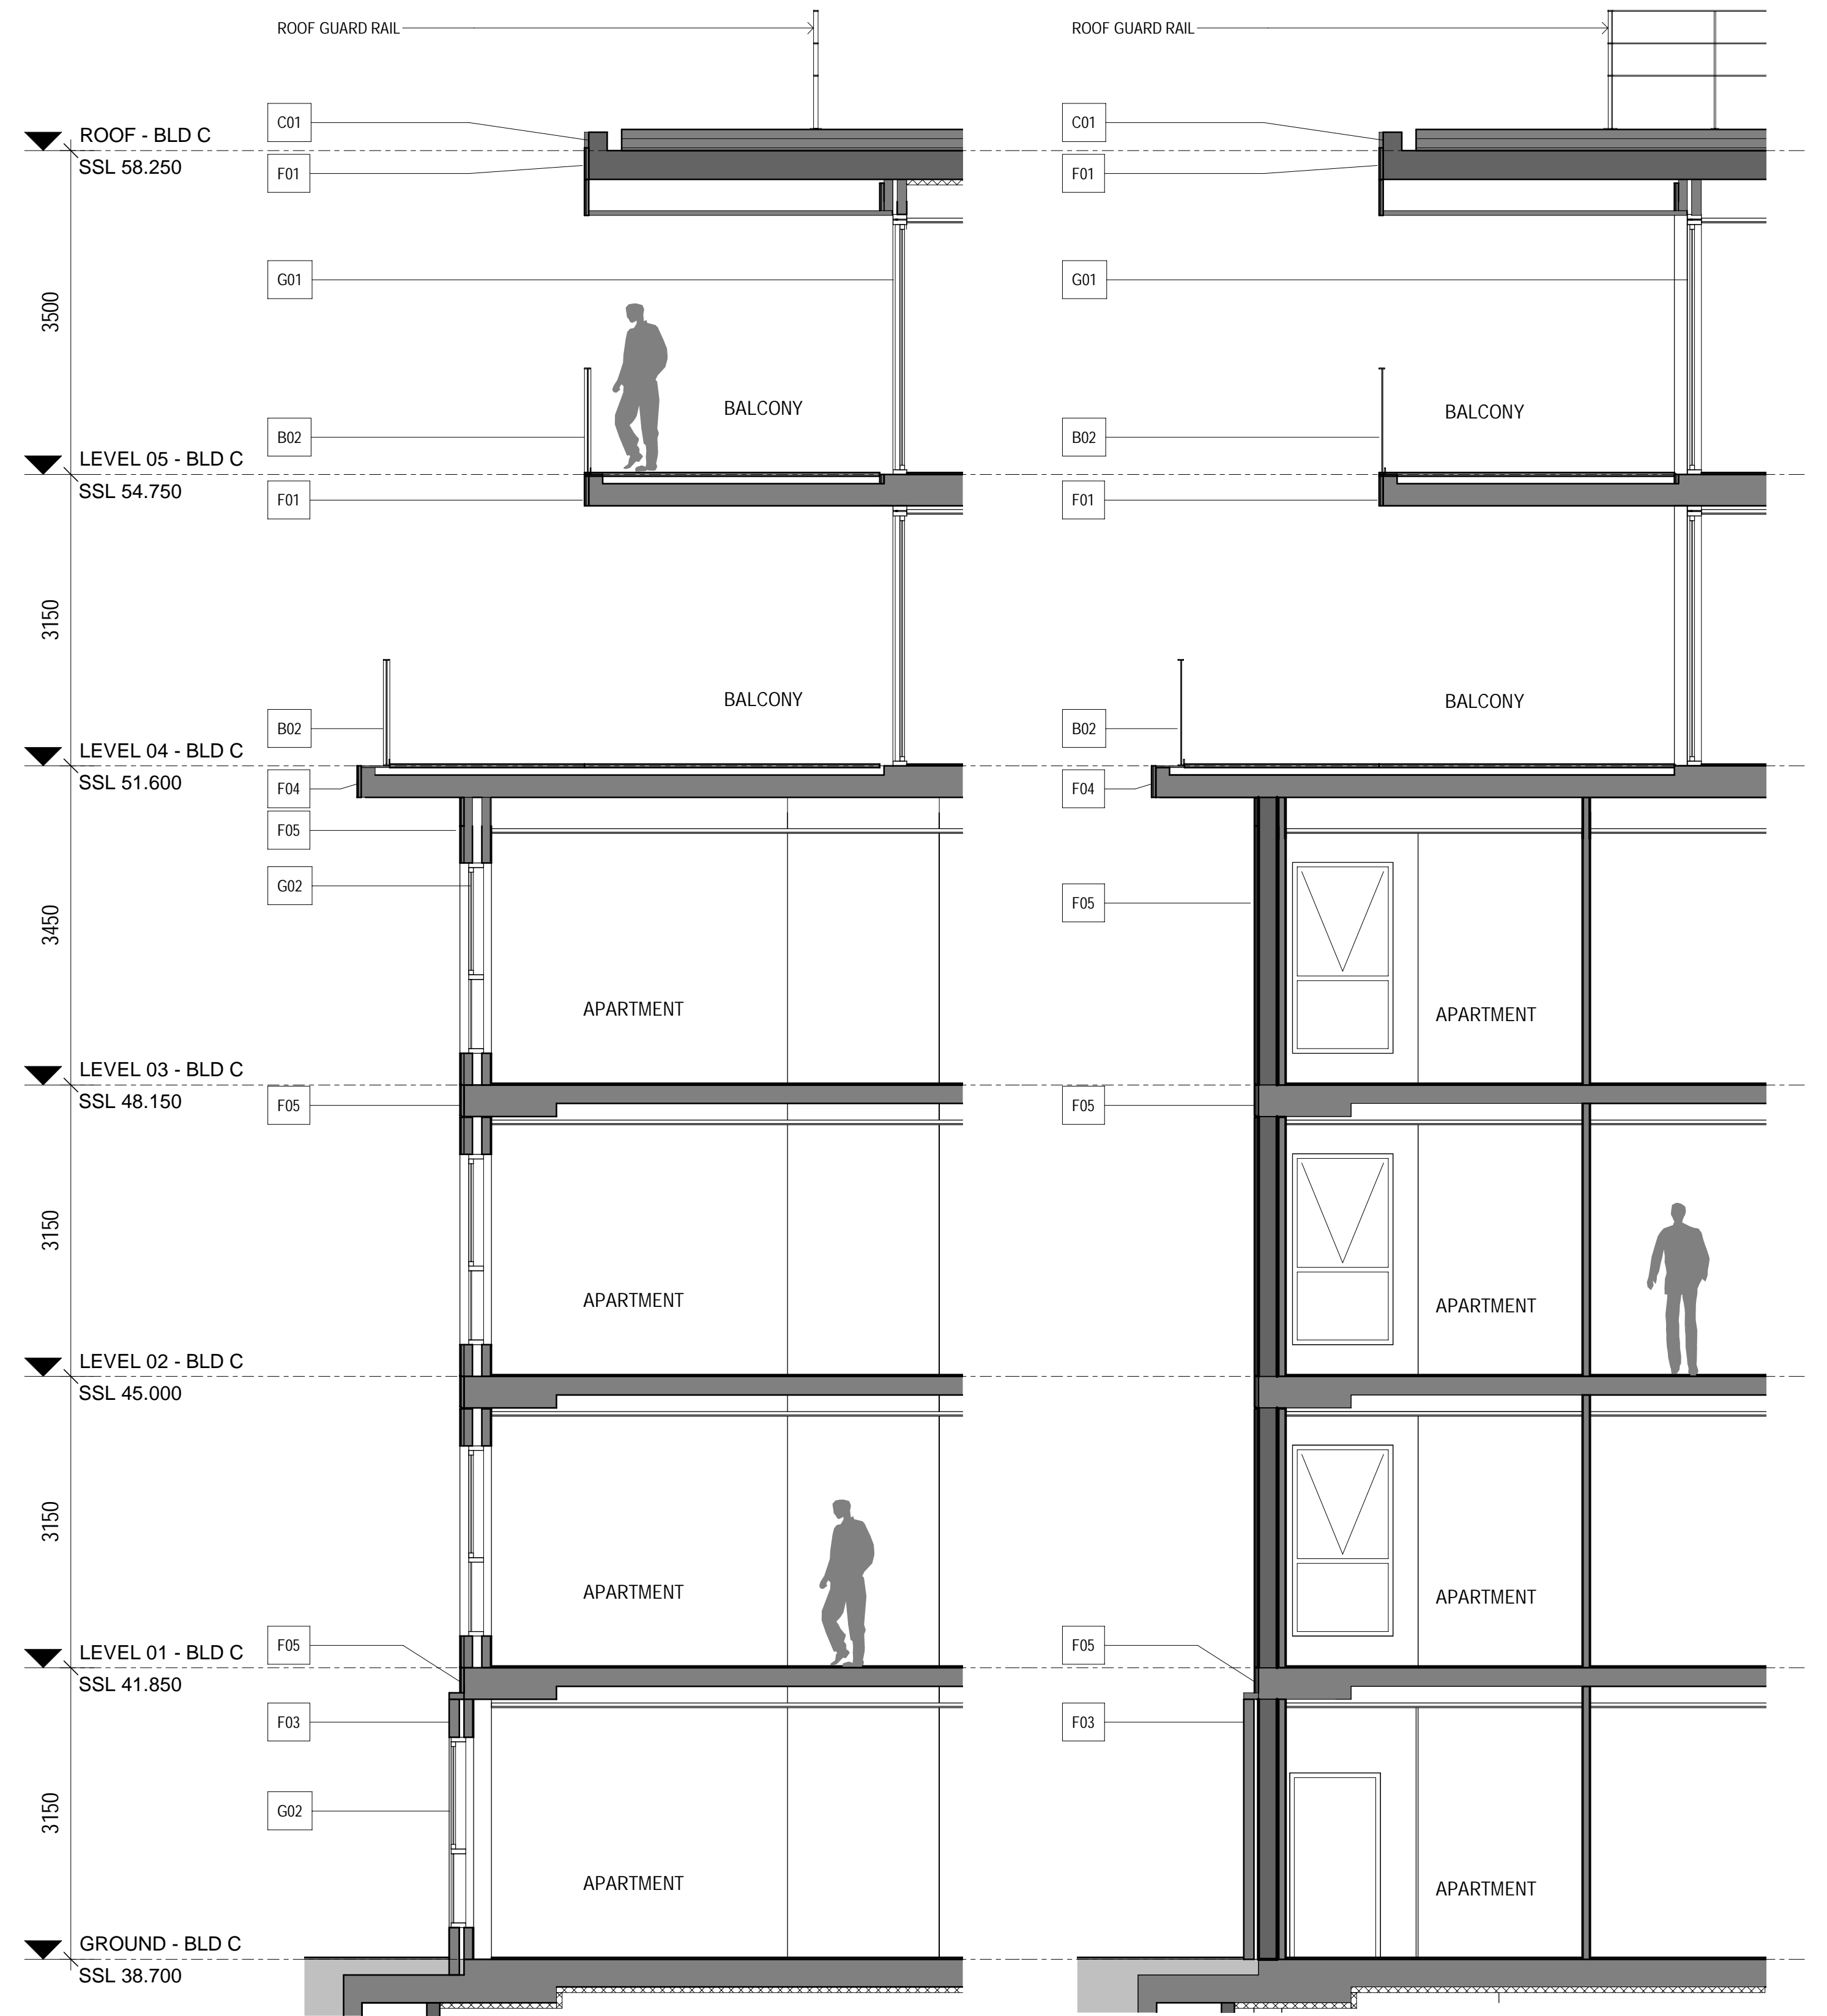 ROOF GUARD RAIL
ROOF GUARD RAIL
C01
C01
ROOF - BLD C
SSL 58.250
F01
F01
G01
G01
3500
BALCONY
BALCONY
B02
B02
LEVEL 05 - BLD C
SSL 54.750
F01
F01
3150
BALCONY
BALCONY
B02
B02
LEVEL 04 - BLD C
SSL 51.600
F04
F04
F05
G02
F05
3450
APARTMENT
APARTMENT
LEVEL 03 - BLD C
SSL 48.150
F05
F05
3150
APARTMENT
APARTMENT
LEVEL 02 - BLD C
SSL 45.000
3150
APARTMENT
APARTMENT
F05
F05
LEVEL 01 - BLD C
SSL 41.850
F03
F03
G02
3150
APARTMENT
APARTMENT
GROUND - BLD C
SSL 38.700